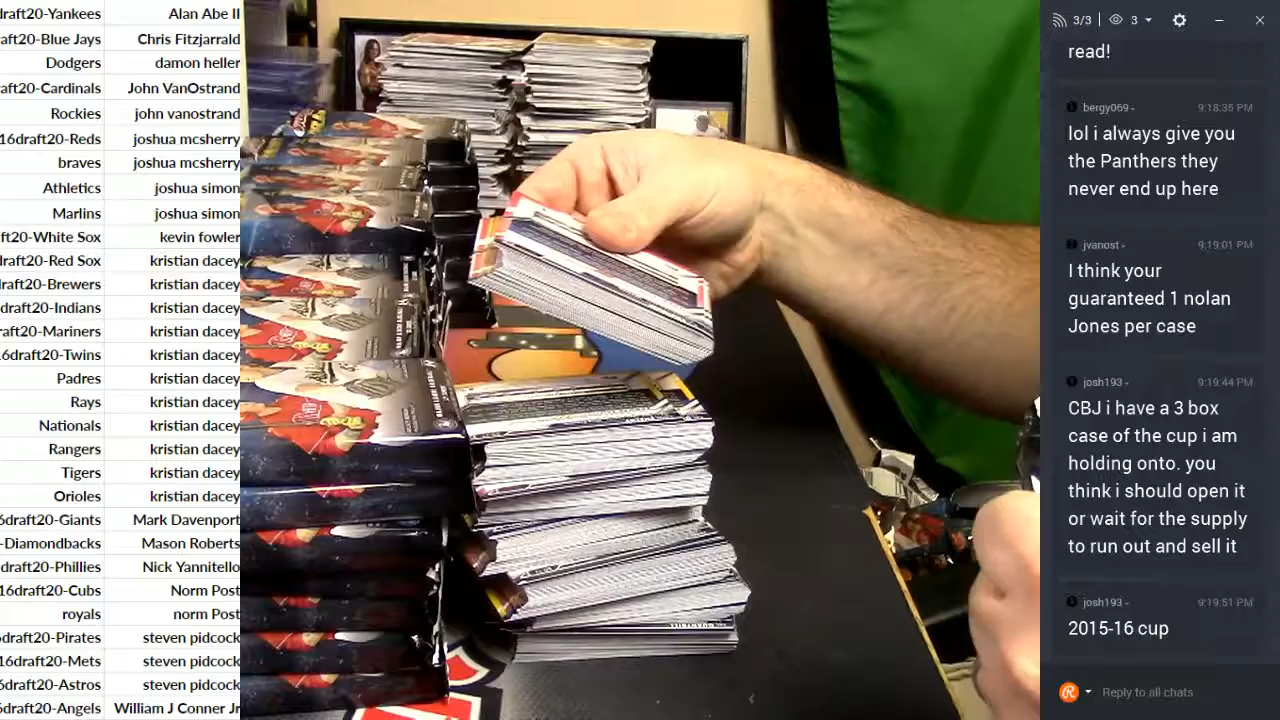 draft20-Yankees Alan Abe II
aft20-Blue Jays Chris Fitzjarrald
Dodgers damon heller
aft20-Cardinals John VanOstrand
Rockies john vanostrand
16draft20-Reds joshua mcsherry
braves joshua mcsherry
Athletics joshua simon
Marlins joshua simon
ft20-White Sox kevin fowler
draft20-Red Sox kristian dacey
draft20-Brewers kristian dacey
draft20-Indians kristian dacey
raft20-Mariners kristian dacey
16draft20-Twins kristian dacey
Padres kristian dacey
Rays kristian dacey
Nationals kristian dacey
Rangers kristian dacey
Tigers kristian dacey
Orioles kristian dacey
6draft20-Giants Mark Davenport
-Diamondbacks Mason Roberts
draft20-Phillies Nick Yannitello
16draft20-Cubs Norm Post
royals norm Post
draft20-Pirates steven pidcock
16draft20-Mets steven pidcock
6draft20-Astros steven pidcock
6draft20-Angels William J Conner Jr
3/3 3
read!
bergy069 9:18:35 PM
lol i always give you
the Panthers they
never end up here
jvanost 9:19:01 PM
I think your
guaranteed 1 nolan
Jones per case
josh193 9:19:44 PM
CBJ i have a 3 box
case of the cup i am
holding onto. you
think i should open it
or wait for the supply
to run out and sell it
josh193 9:19:51 PM
2015-16 cup
Reply to all chats